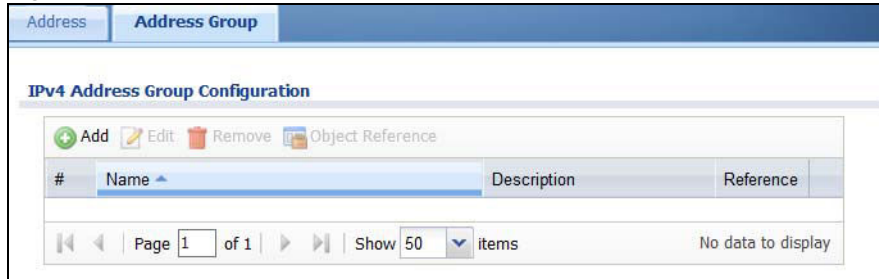 Address Address Group
IPv4 Address Group Configuration
Add Edit Remove Object Reference
# Name Description Reference
Page 1 of 1 Show 50 items No data to display